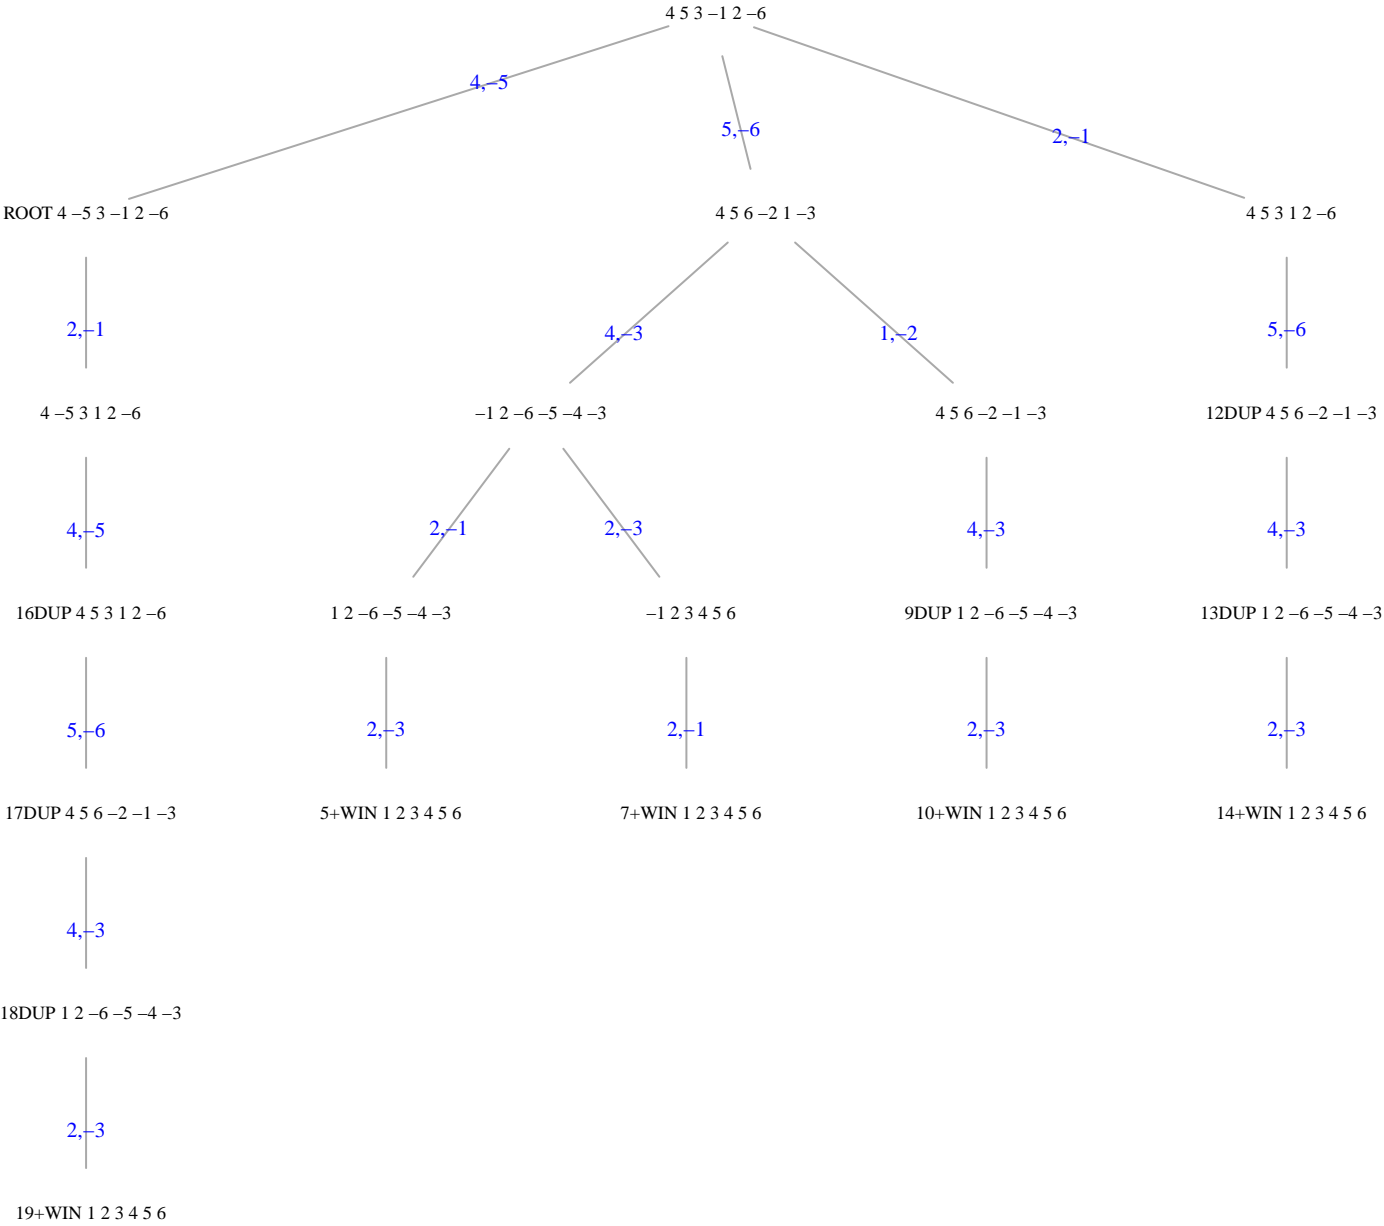 4 5 3 –1 2 –6
4,–5
5,–6
2,–1
ROOT 4 –5 3 –1 2 –6
4 5 6 –2 1 –3
4 5 3 1 2 –6
2,–1
4,–3
1,–2
5,–6
4 –5 3 1 2 –6
–1 2 –6 –5 –4 –3
4 5 6 –2 –1 –3
12DUP 4 5 6 –2 –1 –3
4,–5
2,–1
2,–3
4,–3
4,–3
16DUP 4 5 3 1 2 –6
1 2 –6 –5 –4 –3
–1 2 3 4 5 6
9DUP 1 2 –6 –5 –4 –3
13DUP 1 2 –6 –5 –4 –3
5,–6
2,–3
2,–1
2,–3
2,–3
17DUP 4 5 6 –2 –1 –3
5+WIN 1 2 3 4 5 6
7+WIN 1 2 3 4 5 6
10+WIN 1 2 3 4 5 6
14+WIN 1 2 3 4 5 6
4,–3
18DUP 1 2 –6 –5 –4 –3
2,–3
19+WIN 1 2 3 4 5 6